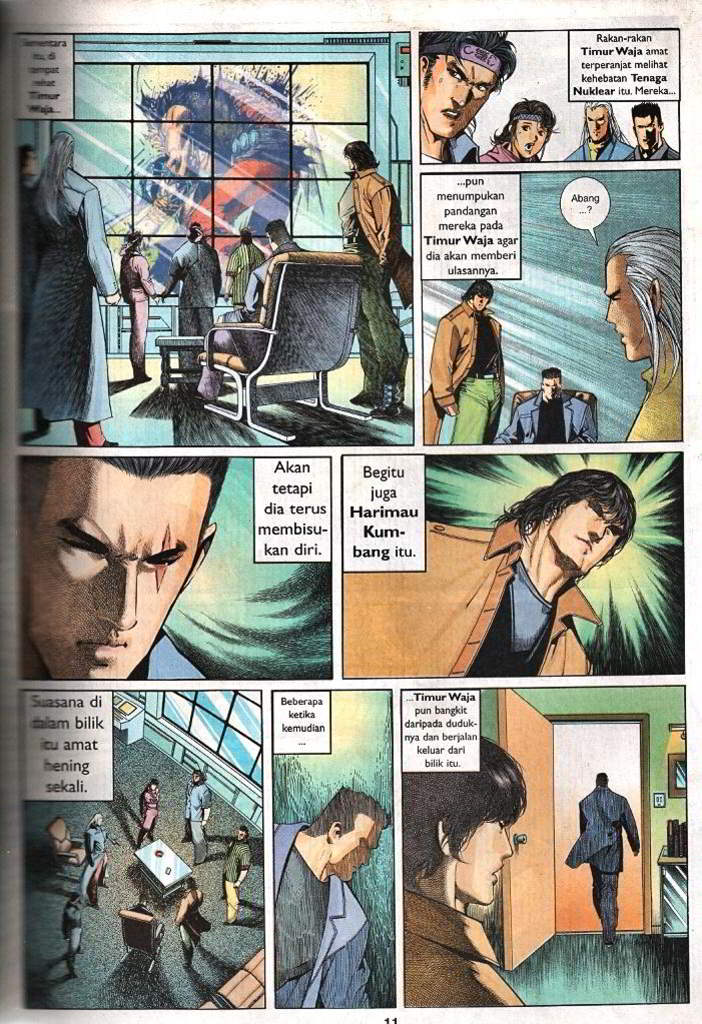 Sementara
itu, di
tempat
rehat
Timur
Waja...
Rakan-rakan
Timur Waja amat
terperanjat melihat
kehebatan Tenaga
Nuklear itu. Mereka...
...pun
menumpukan
pandangan
mereka pada
Timur Waja agar
dia akan memberi
ulasannya.
Abang
...?
Akan
tetapi
dia terus
membisu-
kan diri.
Begitu
juga
Harimau
Kum-
bang itu.
Suasana di
dalam bilik
itu amat
hening
sekali.
Beberapa
ketika
kemudian
...
...Timur Waja
pun bangkit
daripada duduk-
nya dan berjalan
keluar dari
bilik itu.
11